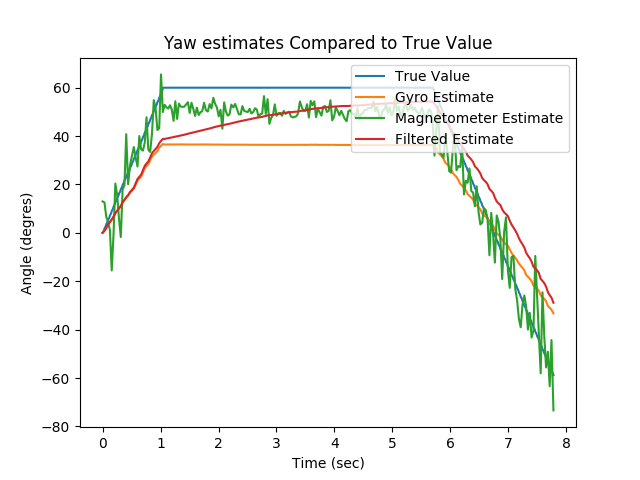 Yaw estimates Compared to True Value
True Value
Gyro Estimate
Magnetometer Estimate
Filtered Estimate
60
40
20
0
−20
−40
−60
−80
Angle (degres)
0 1 2 3 4 5 6 7 8
Time (sec)